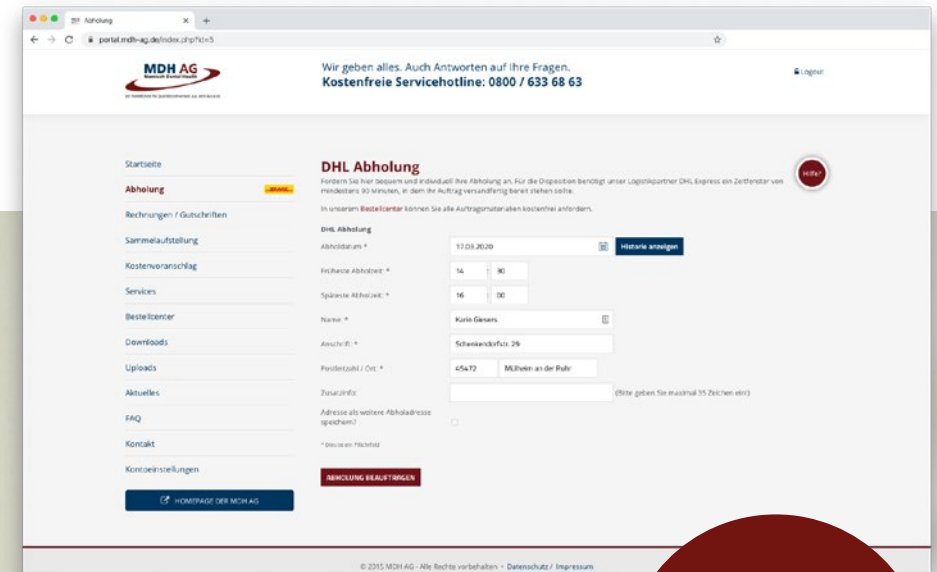 Abholung
portal.mdh-ag.de/index.php?id=5
MDH AG
Mamisch Dental Health
Wir geben alles. Auch Antworten auf Ihre Fragen.
Kostenfreie Servicehotline: 0800 / 633 68 63
Logout
Startseite
Abholung
Rechnungen / Gutschriften
Sammelaufstellung
Kostenvoranschlag
Services
Bestellcenter
Downloads
Uploads
Aktuelles
FAQ
Kontakt
Kontoeinstellungen
HOMEPAGE DER MDH AG
DHL Abholung
Hilfe?
Fordern Sie hier bequem und individuell Ihre Abholung an. Für die Disposition benötigt unser Logistikpartner DHL Express ein Zeitfenster von
mindestens 90 Minuten, in dem Ihr Auftrag versandfertig bereit stehen sollte.
In unserem Bestellcenter können Sie alle Auftragsmaterialien kostenfrei anfordern.
DHL Abholung
Abholdatum * 17.03.2020 Historie anzeigen
Früheste Abholzeit: * 14 : 30
Späteste Abholzeit: * 16 : 00
Name: * Karin Giesers
Anschrift: * Schenkendorfstr. 29
Postleitzahl / Ort: * 45472 Mülheim an der Ruhr
Zusatzinfo: (Bitte geben Sie maximal 35 Zeichen ein!)
Adresse als weitere Abholadresse
speichern?
ABHOLUNG BEAUFTRAGEN
© 2015 MDH AG - Alle Rechte vorbehalten • Datenschutz / Impressum